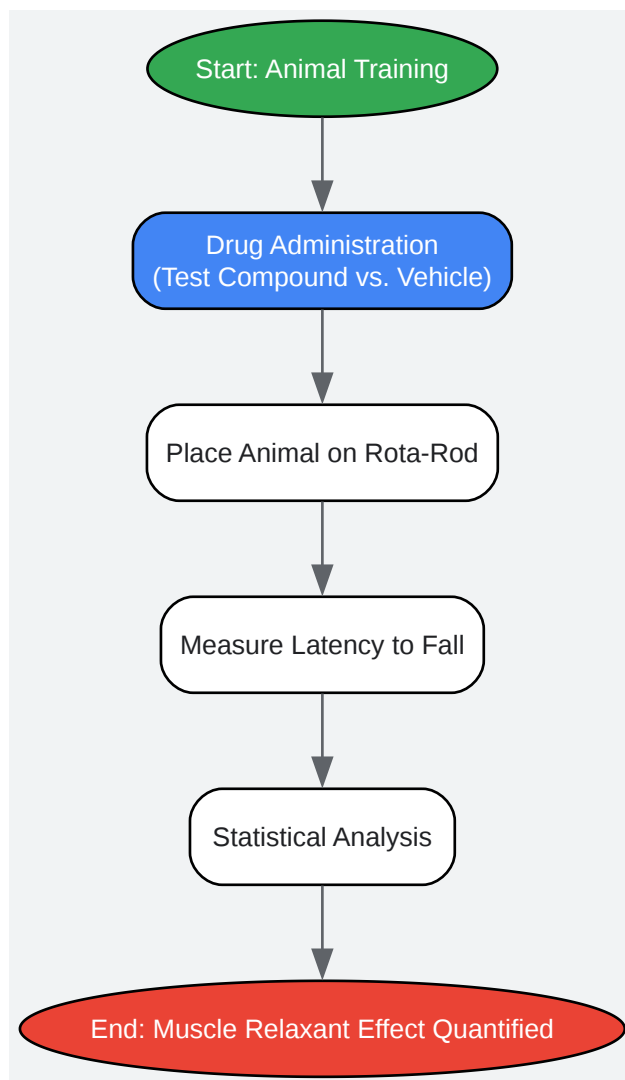 Start: Animal Training
Drug Administration
(Test Compound vs. Vehicle)
Place Animal on Rota-Rod
Measure Latency to Fall
Statistical Analysis
End: Muscle Relaxant Effect Quantified